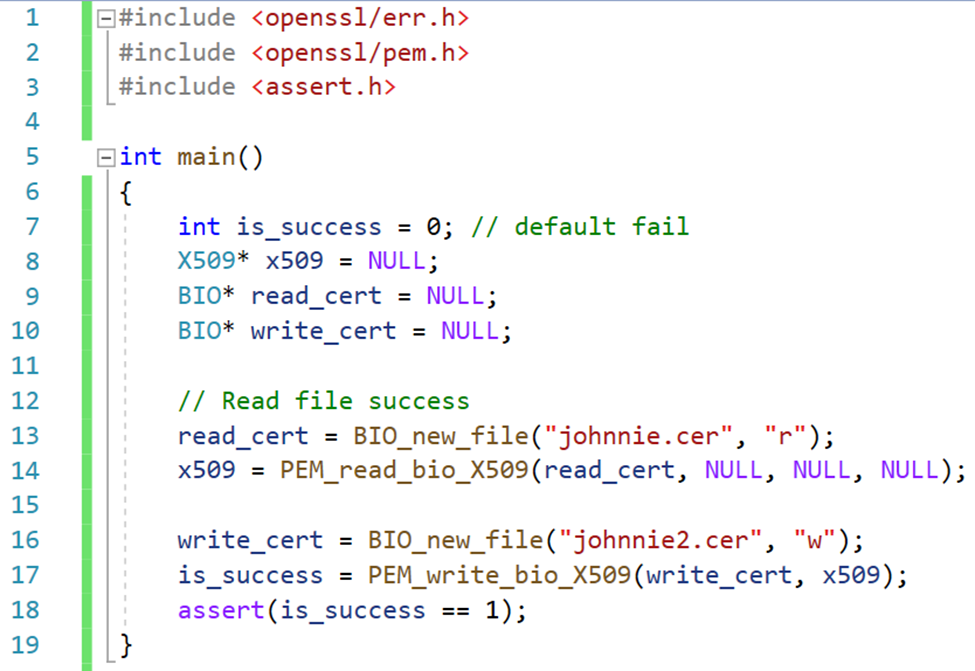 1 #include <openssl/err.h>
2 #include <openssl/pem.h>
3 #include <assert.h>
4
5 int main()
6 {
7 int is_success = 0; // default fail
8 X509* x509 = NULL;
9 BIO* read_cert = NULL;
10 BIO* write_cert = NULL;
11
12 // Read file success
13 read_cert = BIO_new_file("johnnie.cer", "r");
14 x509 = PEM_read_bio_X509(read_cert, NULL, NULL, NULL);
15
16 write_cert = BIO_new_file("johnnie2.cer", "w");
17 is_success = PEM_write_bio_X509(write_cert, x509);
18 assert(is_success == 1);
19 }